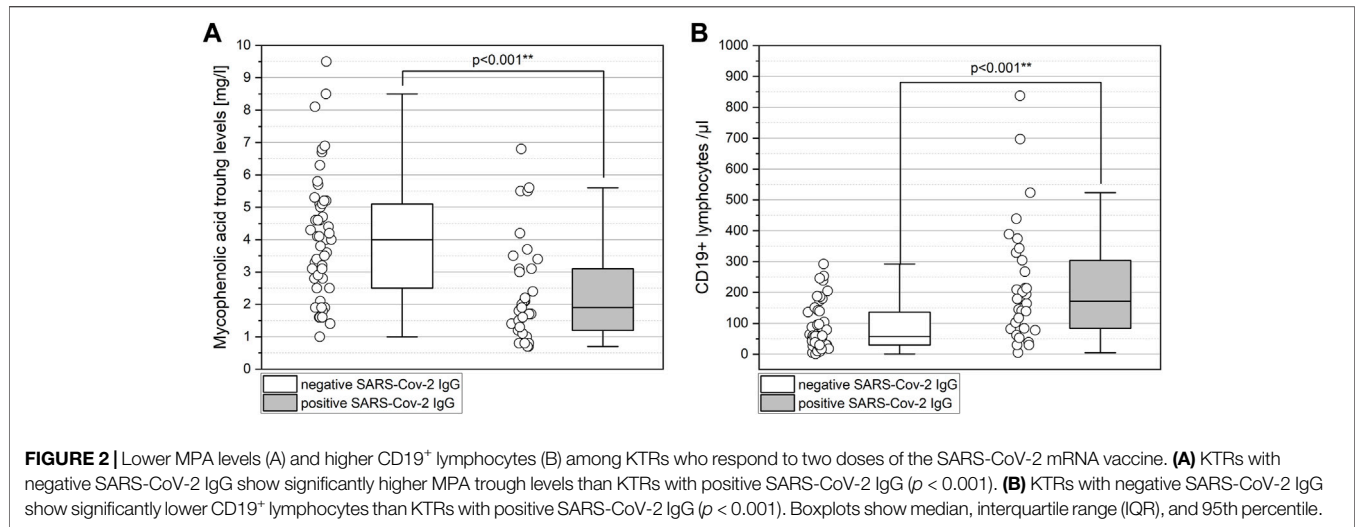 A
B
Mycophenolic acid trouhg levels [mg/l]
10
9
8
7
6
5
4
3
2
1
0
p<0.001**
negative SARS-Cov-2 IgG
positive SARS-Cov-2 IgG
CD19+ lymphocytes /µl
1000
900
800
700
600
500
400
300
200
100
0
p<0.001**
negative SARS-Cov-2 IgG
positive SARS-Cov-2 IgG
FIGURE 2 | Lower MPA levels (A) and higher CD19⁺ lymphocytes (B) among KTRs who respond to two doses of the SARS-CoV-2 mRNA vaccine. (A) KTRs with
negative SARS-CoV-2 IgG show significantly higher MPA trough levels than KTRs with positive SARS-CoV-2 IgG (p < 0.001). (B) KTRs with negative SARS-CoV-2 IgG
show significantly lower CD19⁺ lymphocytes than KTRs with positive SARS-CoV-2 IgG (p < 0.001). Boxplots show median, interquartile range (IQR), and 95th percentile.